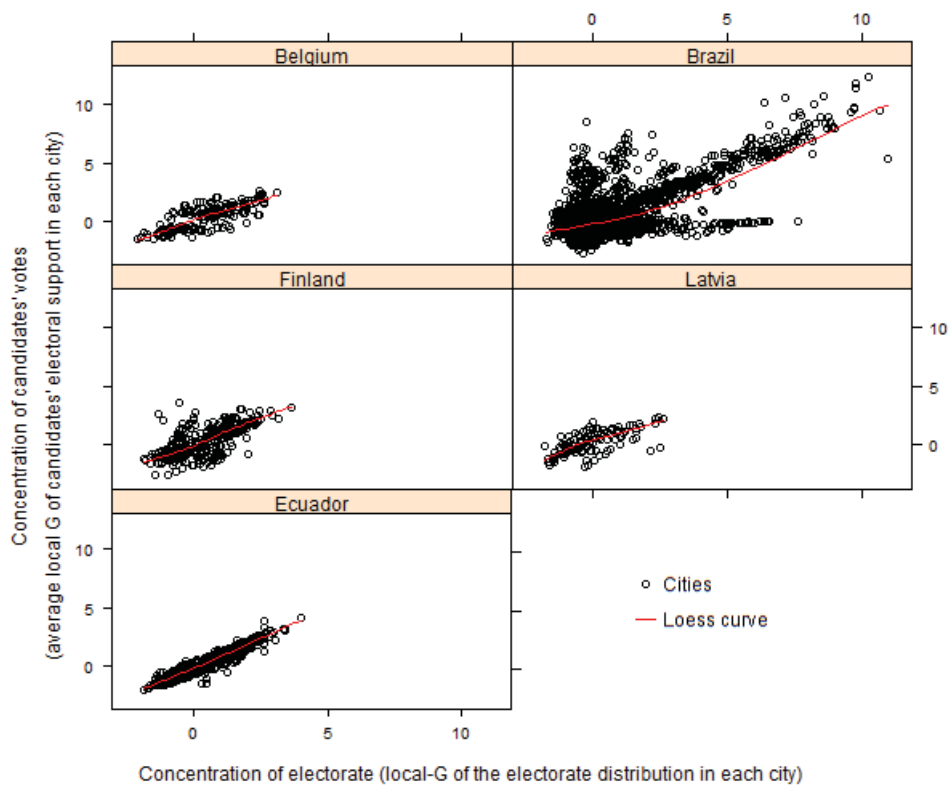 0 5 10
Belgium Brazil
10
5
0
Finland Latvia
10
5
0
Ecuador
10
5
0
Cities
Loess curve
0 5 10
Concentration of candidates' votes
(average local G of candidates' electoral support in each city)
Concentration of electorate (local-G of the electorate distribution in each city)